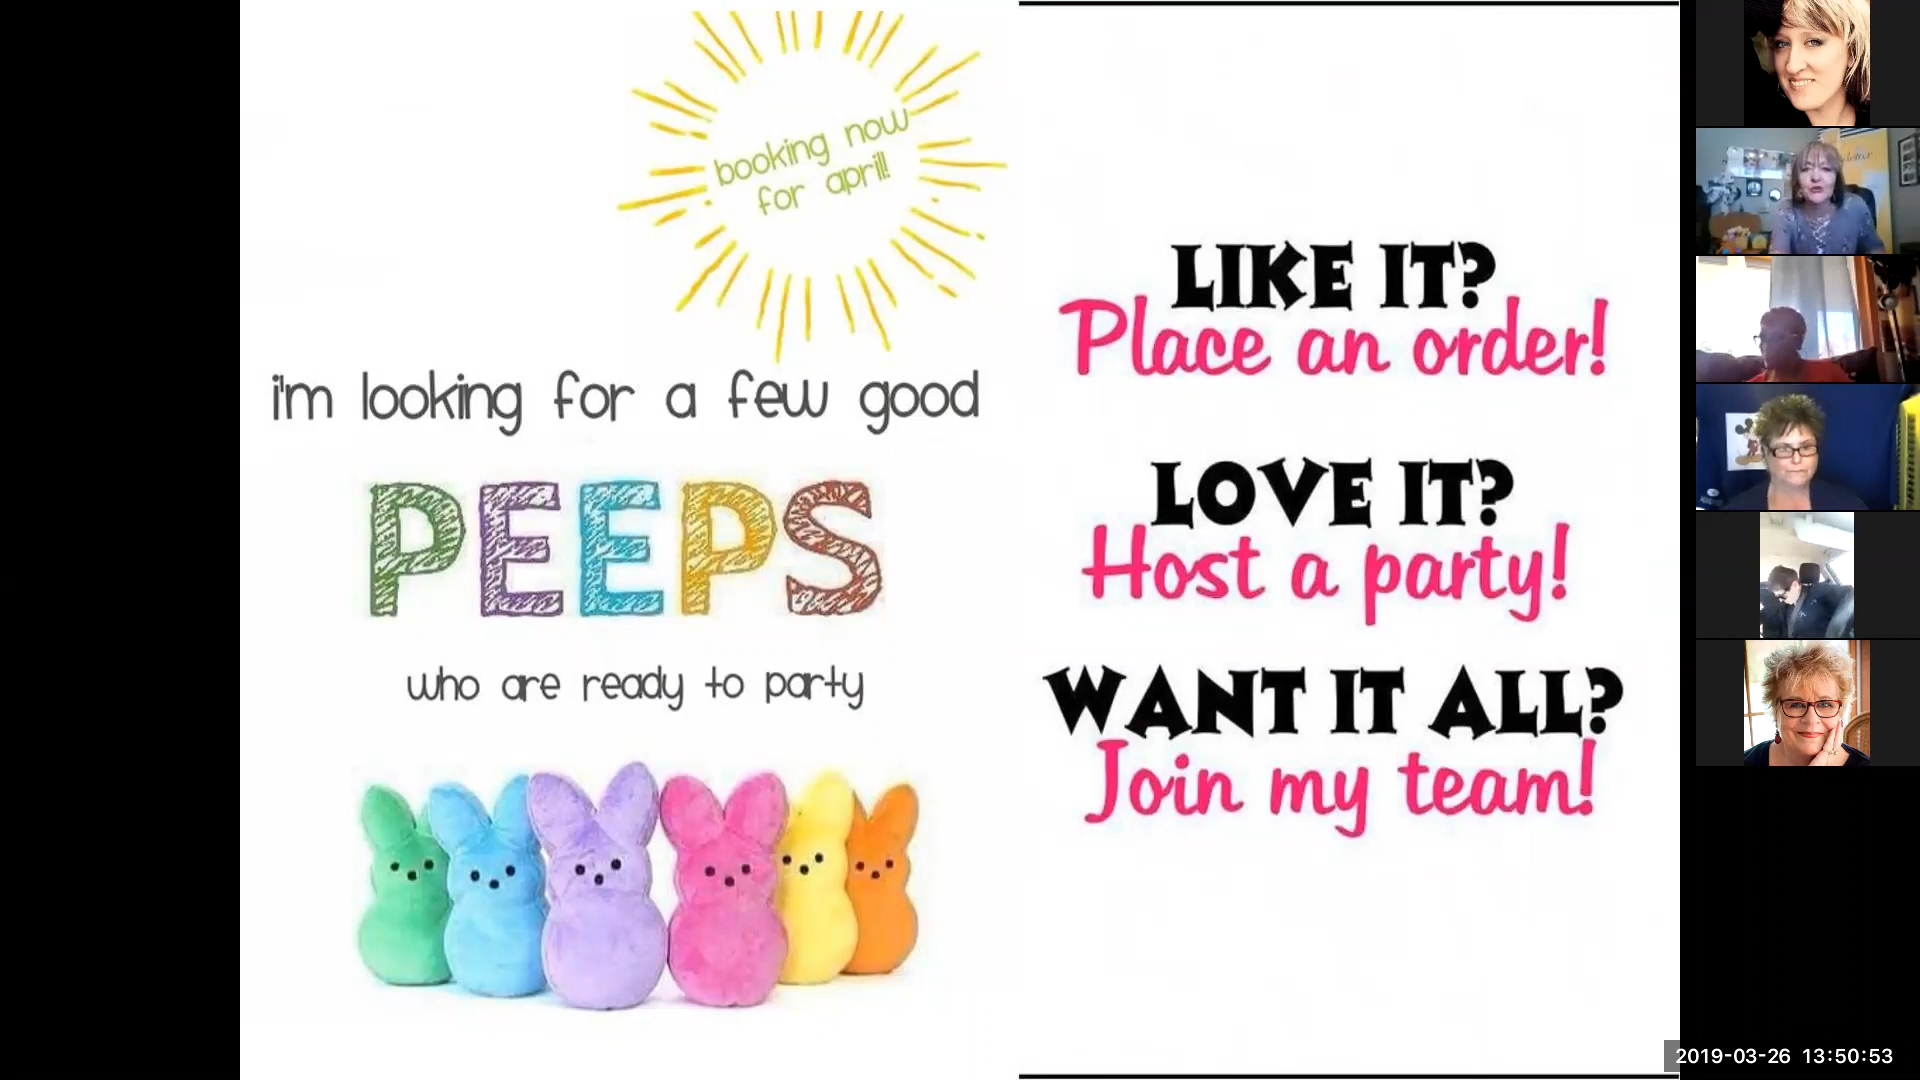 booking now
for april!
i'm looking for a few good
PEEPS
who are ready to party
LIKE IT?
Place an order!
LOVE IT?
Host a party!
WANT IT ALL?
Join my team!
2019-03-26 13:50:53